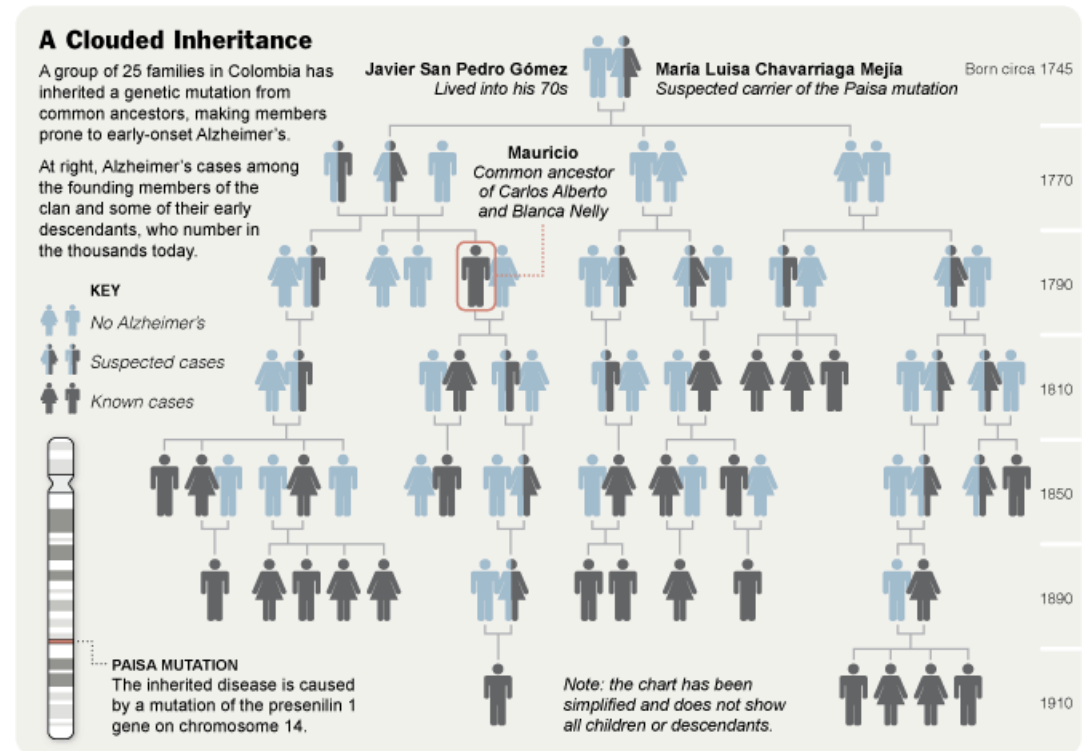 A Clouded Inheritance
A group of 25 families in Colombia has
inherited a genetic mutation from
common ancestors, making members
prone to early-onset Alzheimer's.
At right, Alzheimer's cases among
the founding members of the
clan and some of their early
descendants, who number in
the thousands today.
Javier San Pedro Gómez
Lived into his 70s
María Luisa Chavarriaga Mejía
Suspected carrier of the Paisa mutation
Born circa 1745
Mauricio
Common ancestor
of Carlos Alberto
and Blanca Nelly
1770
1790
1810
1850
1890
1910
KEY
No Alzheimer's
Suspected cases
Known cases
PAISA MUTATION
The inherited disease is caused
by a mutation of the presenilin 1
gene on chromosome 14.
Note: the chart has been
simplified and does not show
all children or descendants.